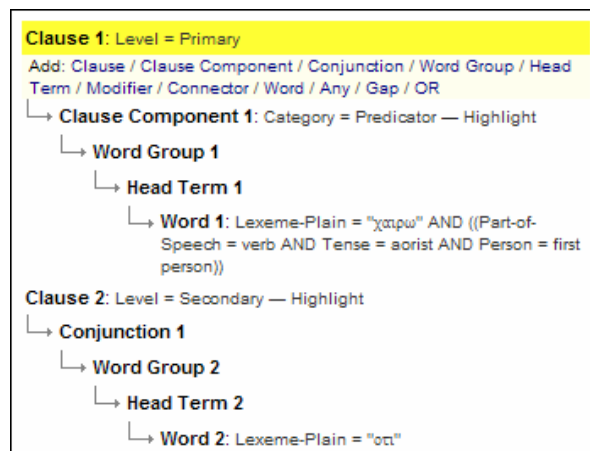 Clause 1: Level = Primary
Add: Clause / Clause Component / Conjunction / Word Group / Head
Term / Modifier / Connector / Word / Any / Gap / OR
Clause Component 1: Category = Predicator — Highlight
Word Group 1
Head Term 1
Word 1: Lexeme-Plain = "χαιρω" AND ((Part-of-
Speech = verb AND Tense = aorist AND Person = first
person))
Clause 2: Level = Secondary — Highlight
Conjunction 1
Word Group 2
Head Term 2
Word 2: Lexeme-Plain = "οτι"